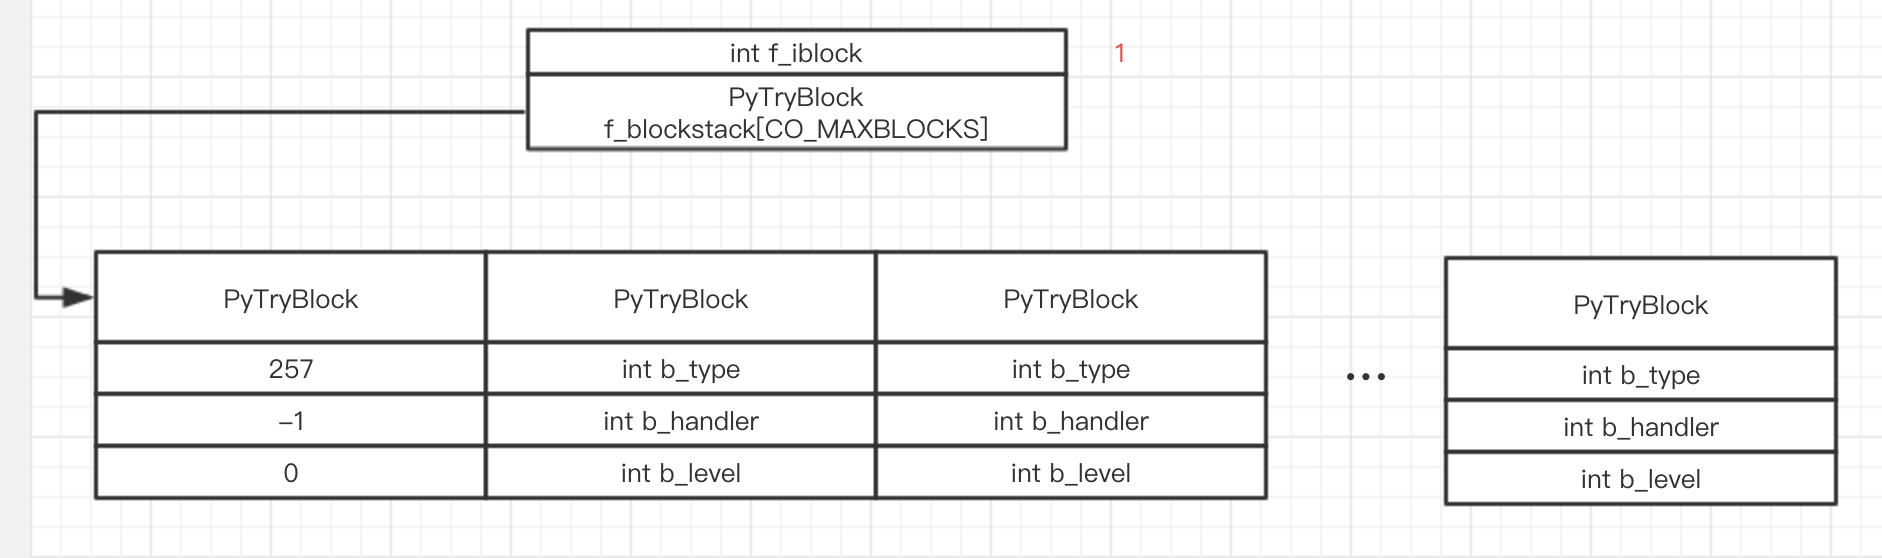 int f_iblock
1
PyTryBlock
f_blockstack[CO_MAXBLOCKS]
PyTryBlock
PyTryBlock
PyTryBlock
PyTryBlock
257
int b_type
int b_type
...
int b_type
–1
int b_handler
int b_handler
int b_handler
0
int b_level
int b_level
int b_level